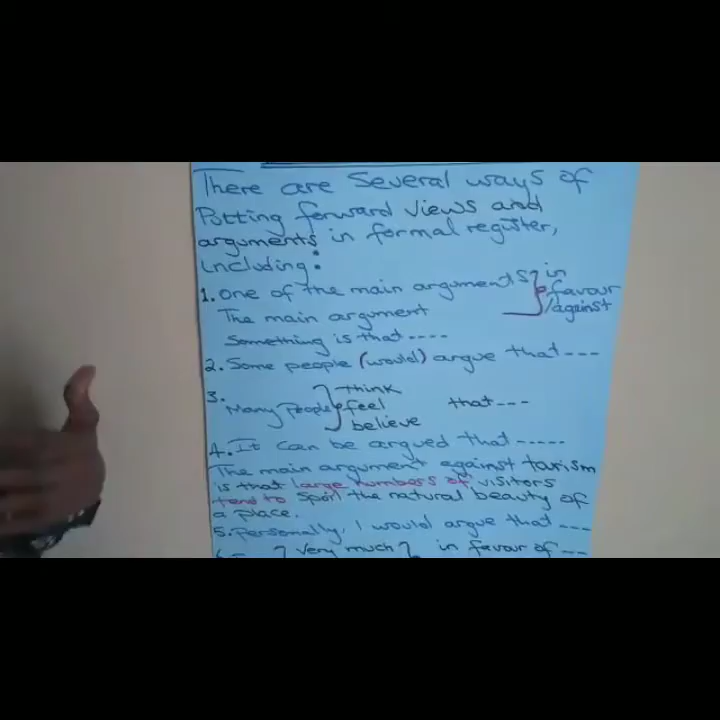 There are several ways of
Putting forward views and
arguments in formal register,
including:
1. One of the main arguments } in
favour
The main argument /against
Something is that ----
2. Some people (would) argue that ---
3. Many People } think
feel that ---
believe
4. It can be argued that -----
The main argument against tourism
is that large numbers of visitors
tend to spoil the natural beauty of
a place.
5. Personally, I would argue that ---
} very much } in favour of --